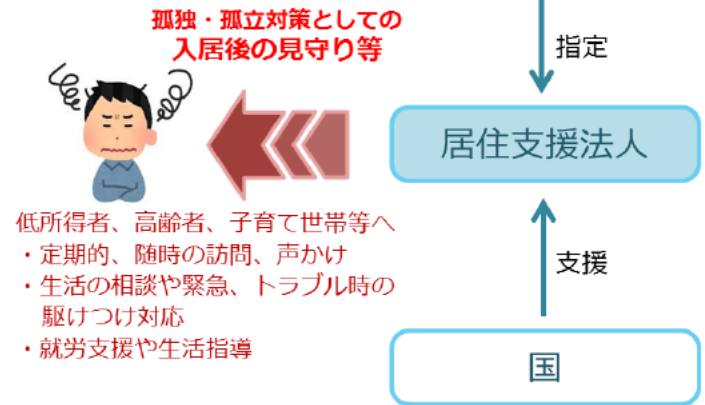 孤独・孤立対策としての
入居後の見守り等
指定
居住支援法人
低所得者、高齢者、子育て世帯等へ
・定期的、随時の訪問、声かけ
・生活の相談や緊急、トラブル時の
駆けつけ対応
・就労支援や生活指導
支援
国